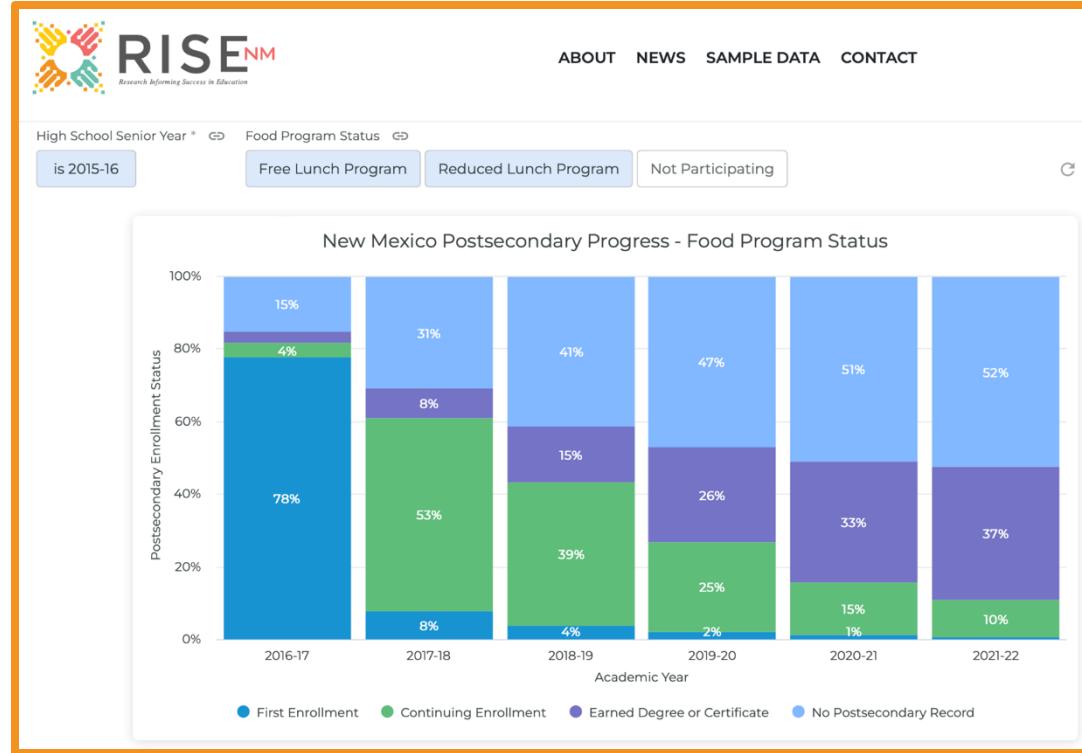 RISE NM
Research Informing Success in Education
ABOUT NEWS SAMPLE DATA CONTACT
High School Senior Year * Food Program Status
is 2015-16 Free Lunch Program Reduced Lunch Program Not Participating
New Mexico Postsecondary Progress - Food Program Status
Postsecondary Enrollment Status
100%
80%
60%
40%
20%
0%
15% 31% 41% 47% 51% 52%
4% 8% 15% 26% 33% 37%
78% 53% 39% 25% 15% 10%
8% 4% 2% 1%
2016-17 2017-18 2018-19 2019-20 2020-21 2021-22
Academic Year
First Enrollment Continuing Enrollment Earned Degree or Certificate No Postsecondary Record